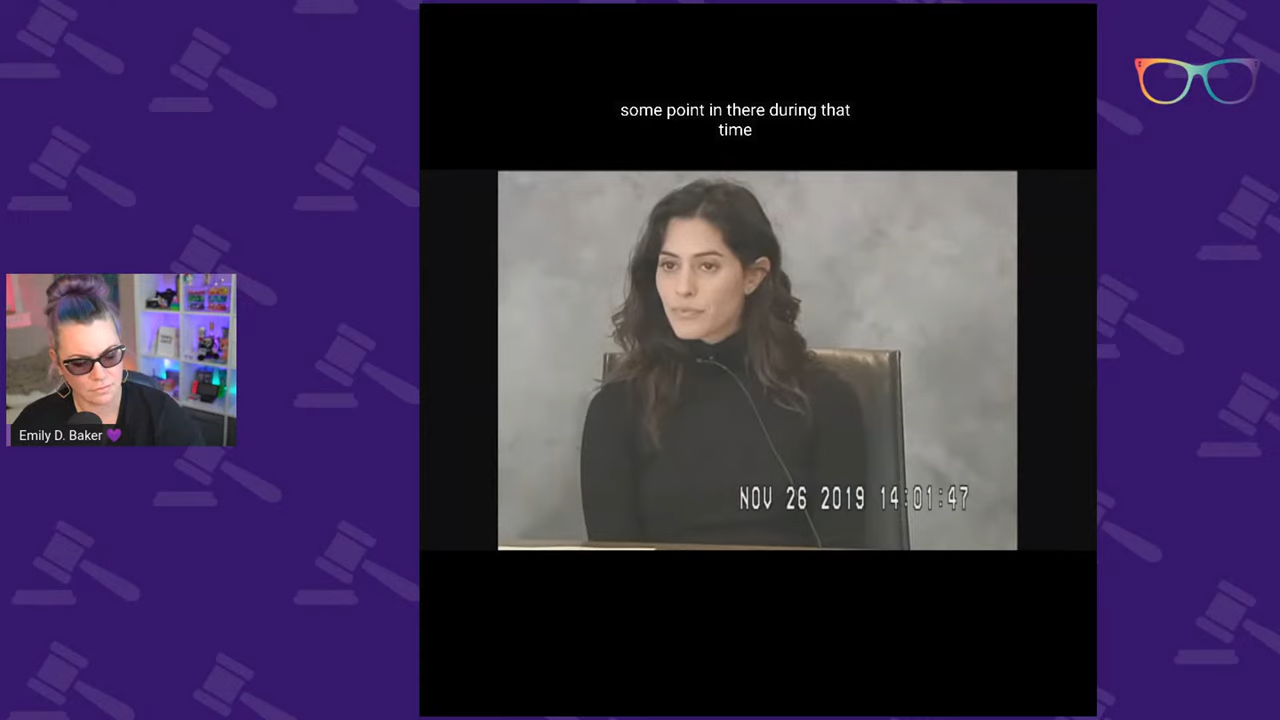 some point in there during that
time
NOV 26 2019 14:01:47
Emily D. Baker 💜